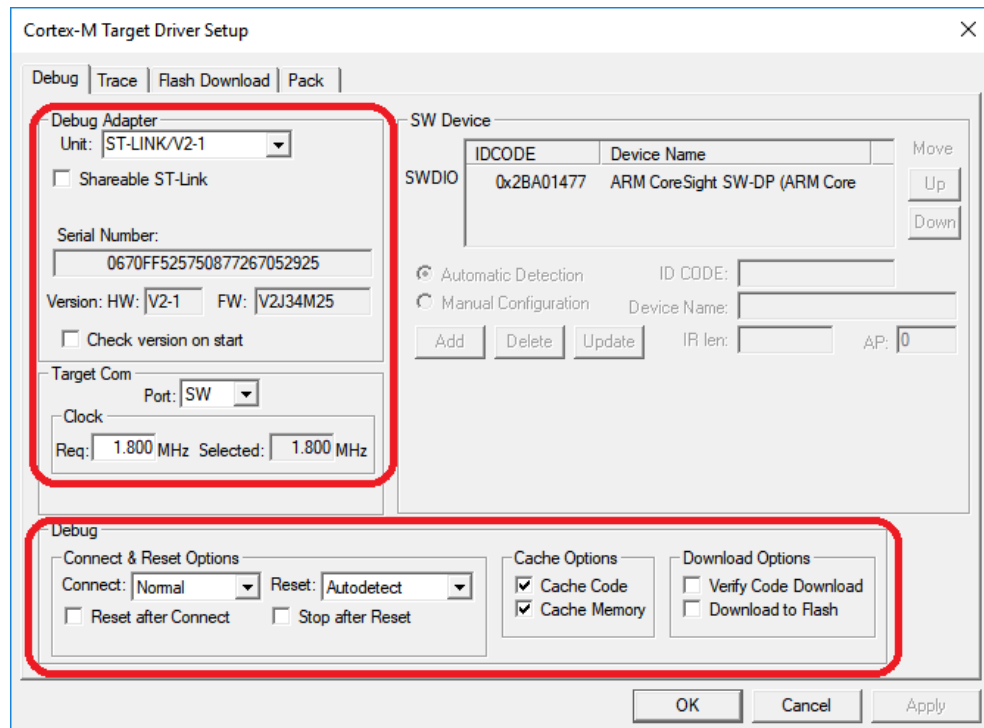 Cortex-M Target Driver Setup
Debug Trace Flash Download Pack
Debug Adapter
Unit: ST-LINK/V2-1
Shareable ST-Link
Serial Number:
0670FF525750877267052925
Version: HW: V2-1 FW: V2J34M25
Check version on start
Target Com
Port: SW
Clock
Req: 1.800 MHz Selected: 1.800 MHz
SW Device
IDCODE Device Name
SWDIO 0x2BA01477 ARM CoreSight SW-DP (ARM Core
Move
Up
Down
Automatic Detection ID CODE:
Manual Configuration Device Name:
Add Delete Update IR len: AP: 0
Debug
Connect & Reset Options
Connect: Normal Reset: Autodetect
Reset after Connect Stop after Reset
Cache Options
Cache Code
Cache Memory
Download Options
Verify Code Download
Download to Flash
OK Cancel Apply